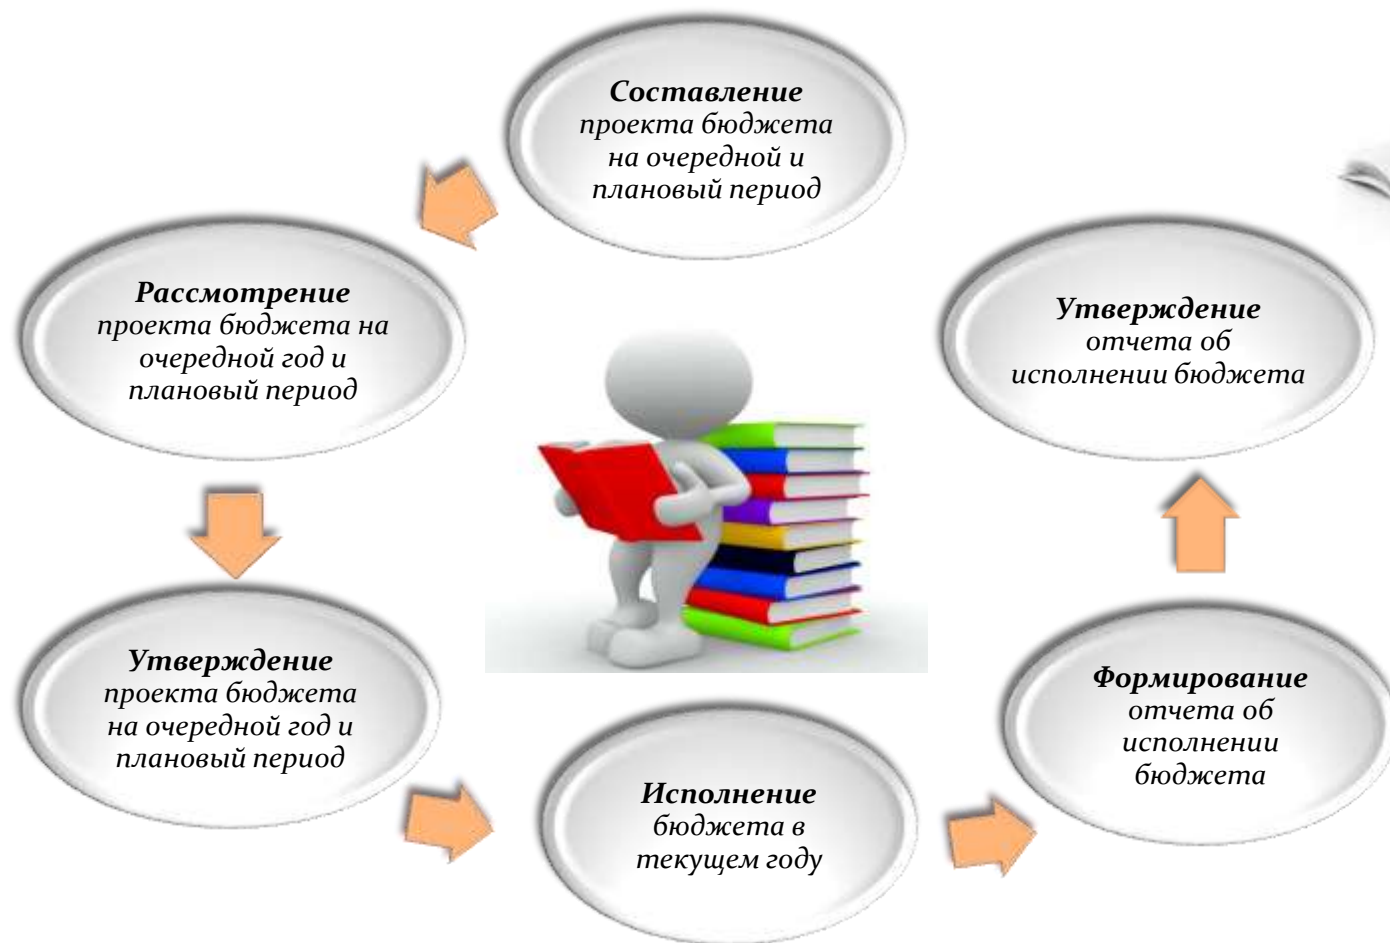 Составление
проекта бюджета
на очередной и
плановый период
Рассмотрение
проекта бюджета на
очередной год и
плановый период
Утверждение
проекта бюджета
на очередной год и
плановый период
Исполнение
бюджета в
текущем году
Формирование
отчета об
исполнении
бюджета
Утверждение
отчета об
исполнении бюджета